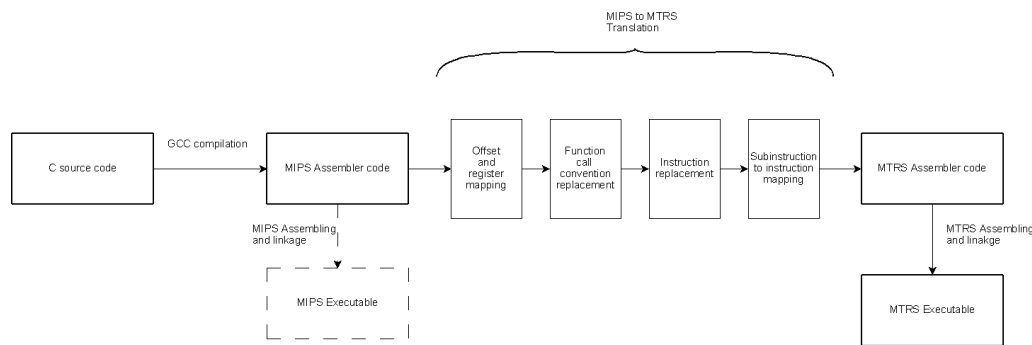 MIPS to MTRS
Translation
C source code
GCC compilation
MIPS Assembler code
Offset
and
register
mapping
Function
call
convention
replacement
Instruction
replacement
Subinstruction
to instruction
mapping
MTRS Assembler code
MIPS Assembling
and linkage
MTRS Assembling
and linakge
MIPS Executable
MTRS Executable